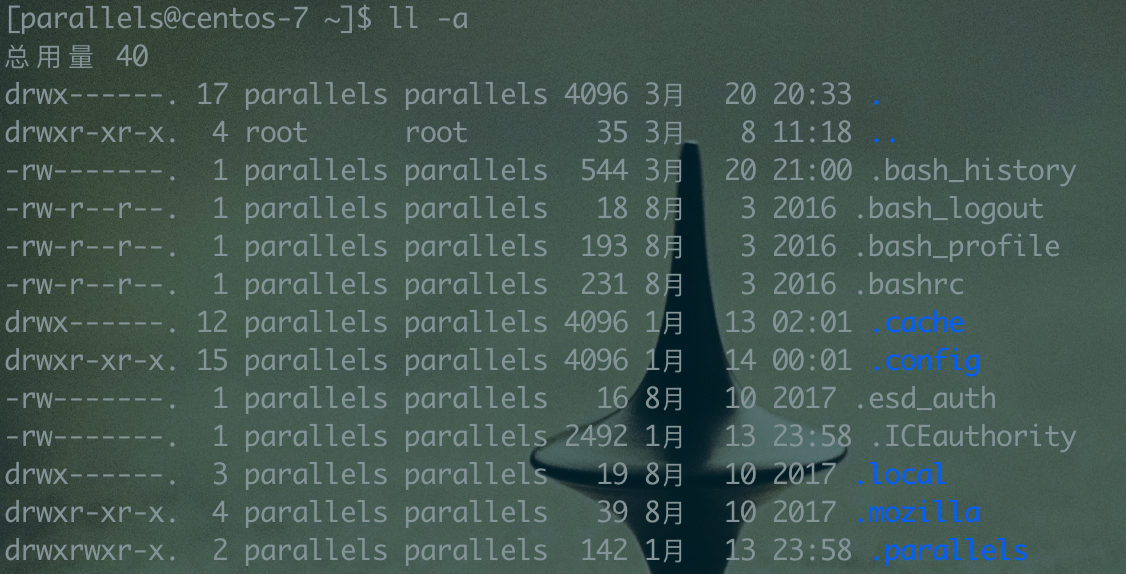 [parallels@centos-7 ~]$ ll -a
总用量 40
drwx------. 17 parallels parallels 4096 3月  20 20:33 .
drwxr-xr-x.  4 root      root        35 3月   8 11:18 ..
-rw-------.  1 parallels parallels  544 3月  20 21:00 .bash_history
-rw-r--r--.  1 parallels parallels   18 8月   3 2016 .bash_logout
-rw-r--r--.  1 parallels parallels  193 8月   3 2016 .bash_profile
-rw-r--r--.  1 parallels parallels  231 8月   3 2016 .bashrc
drwx------. 12 parallels parallels 4096 1月  13 02:01 .cache
drwxr-xr-x. 15 parallels parallels 4096 1月  14 00:01 .config
-rw-------.  1 parallels parallels   16 8月  10 2017 .esd_auth
-rw-------.  1 parallels parallels 2492 1月  13 23:58 .ICEauthority
drwx------  3 parallels parallels   19 8月  10 2017 .local
drwxr-xr-x.  4 parallels parallels   39 8月  10 2017 .mozilla
drwxrwxr-x.  2 parallels parallels  142 1月  13 23:58 .parallels